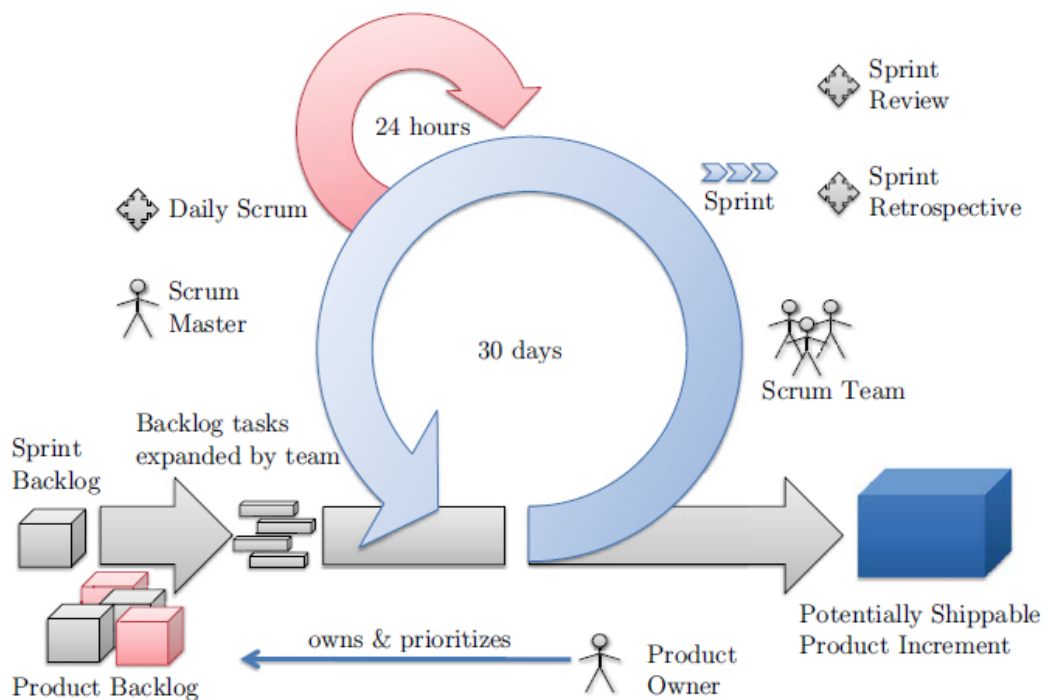 24 hours
Sprint
Review
Daily Scrum
Sprint
Sprint
Retrospective
Scrum
Master
30 days
Scrum Team
Backlog tasks
expanded by team
Sprint
Backlog
Potentially Shippable
Product Increment
owns & prioritizes
Product
Owner
Product Backlog